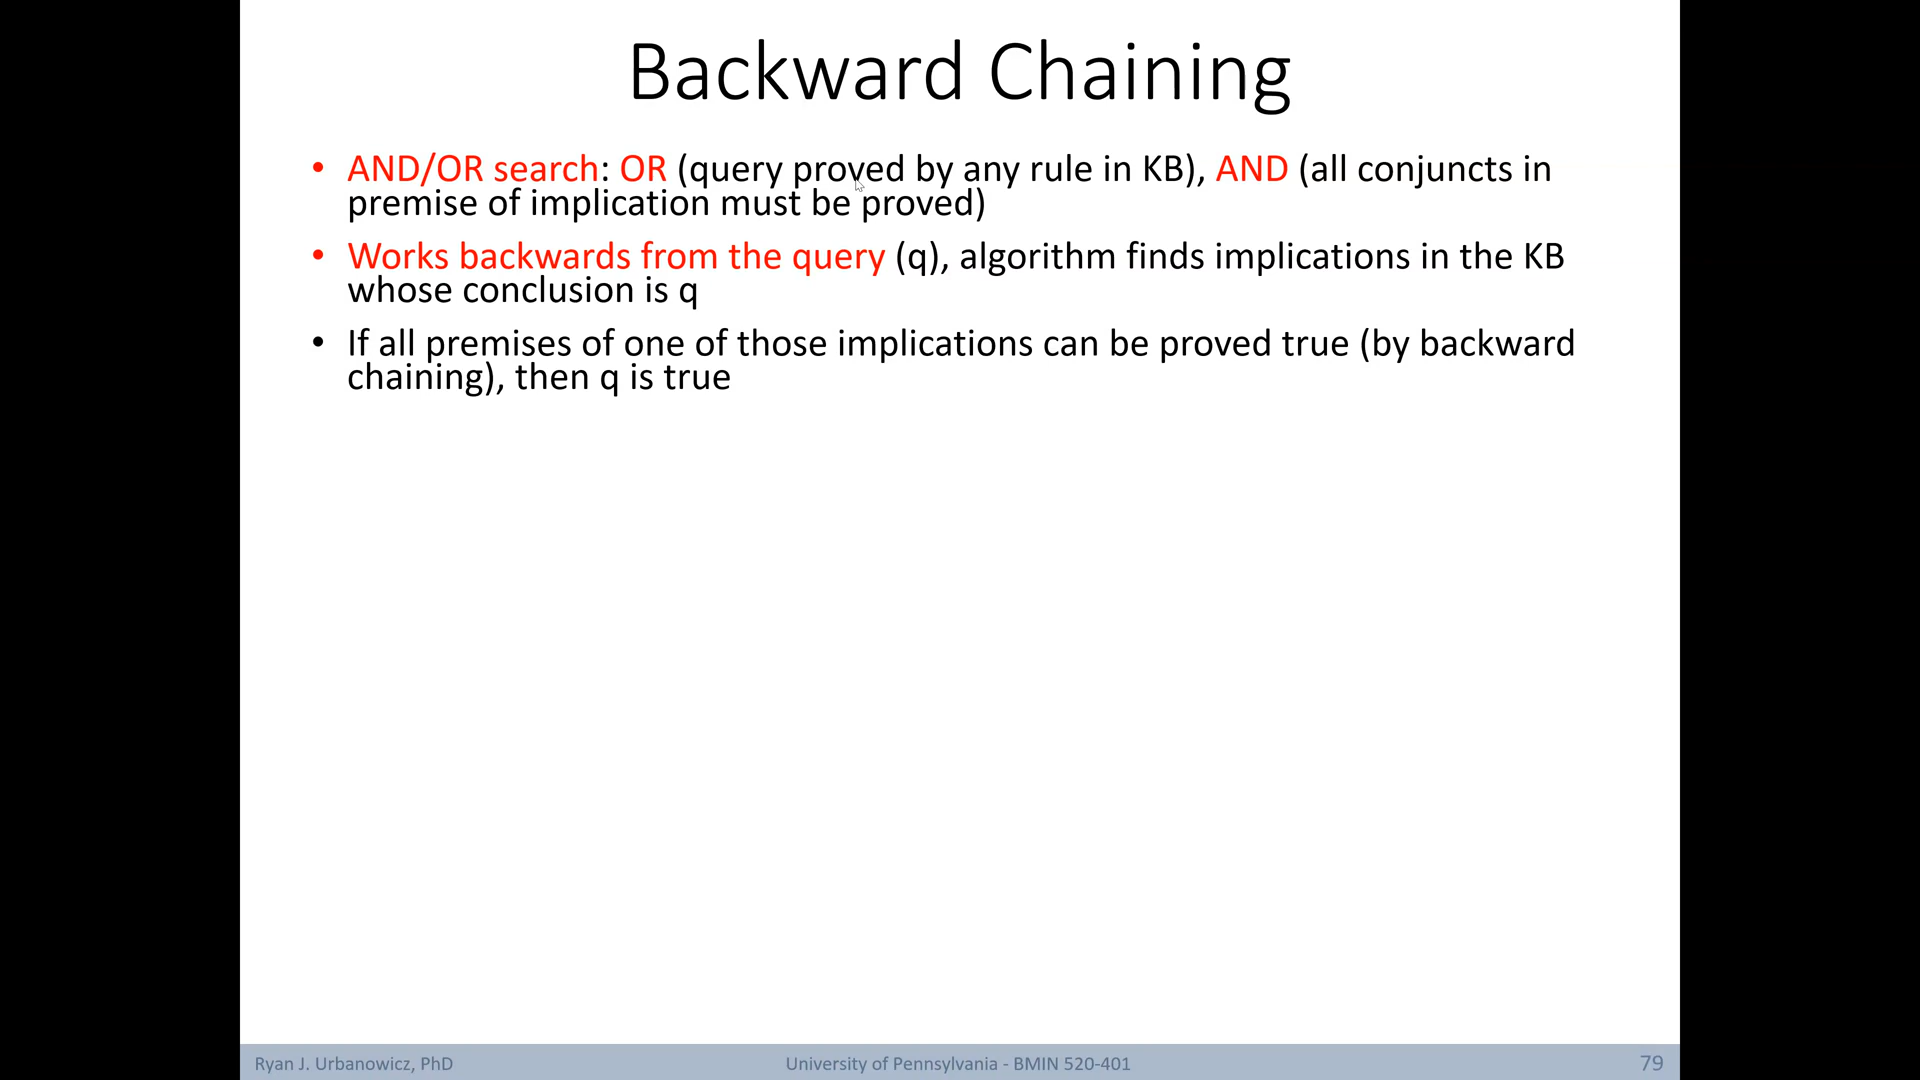 Backward Chaining
• AND/OR search: OR (query proved by any rule in KB), AND (all conjuncts in
premise of implication must be proved)
• Works backwards from the query (q), algorithm finds implications in the KB
whose conclusion is q
• If all premises of one of those implications can be proved true (by backward
chaining), then q is true
Ryan J. Urbanowicz, PhD
University of Pennsylvania - BMIN 520-401
79